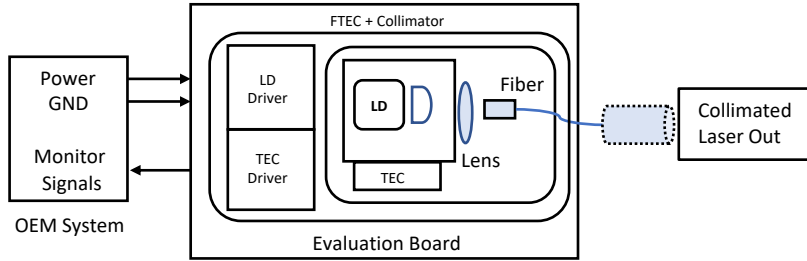 FTEC + Collimator
Power
GND
Monitor
Signals
OEM System
LD
Driver
TEC
Driver
LD
TEC
Lens
Fiber
Collimated
Laser Out
Evaluation Board